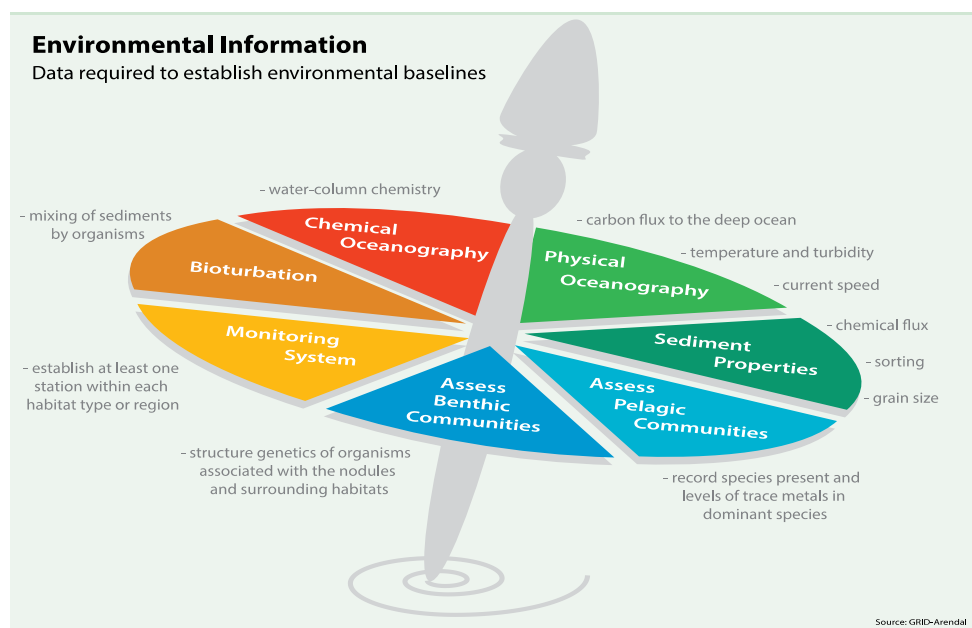 Environmental Information
Data required to establish environmental baselines
– water-column chemistry
Chemical
Oceanography
– mixing of sediments
by organisms
Bioturbation
– carbon flux to the deep ocean
– temperature and turbidity
– current speed
Physical
Oceanography
– chemical flux
– sorting
– grain size
Sediment
Properties
Monitoring
System
– establish at least one
station within each
habitat type or region
Assess
Benthic
Communities
– structure genetics of organisms
associated with the nodules
and surrounding habitats
Assess
Pelagic
Communities
– record species present and
levels of trace metals in
dominant species
Source: GRID-Arendal